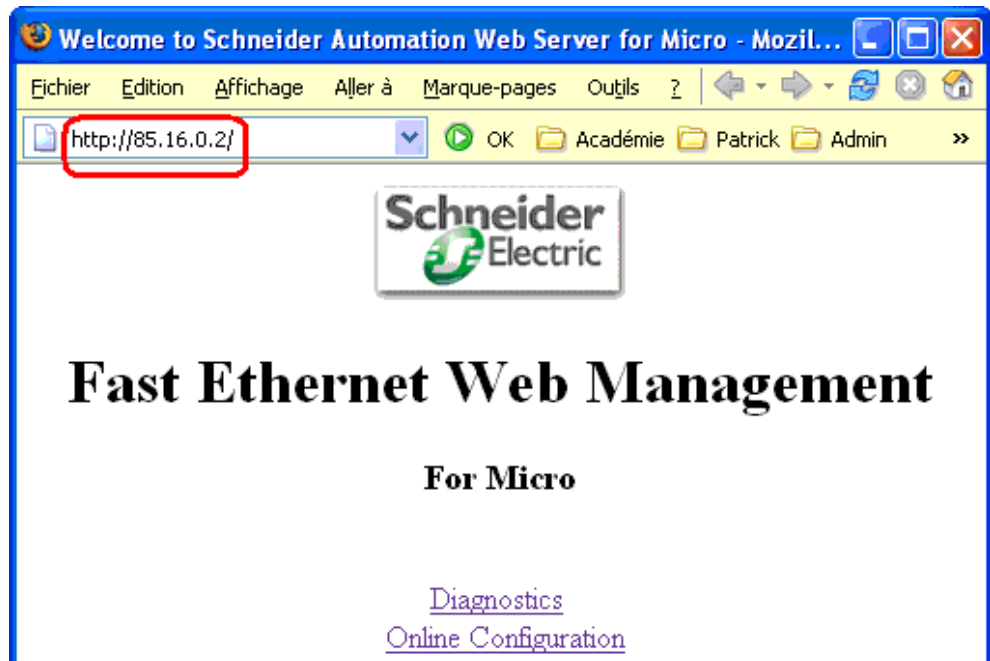 Welcome to Schneider Automation Web Server for Micro - Mozil...
Fichier Edition Affichage Aller à Marque-pages Outils ?
http://85.16.0.2/ OK Académie Patrick Admin »
Schneider
Electric
Fast Ethernet Web Management
For Micro
Diagnostics
Online Configuration